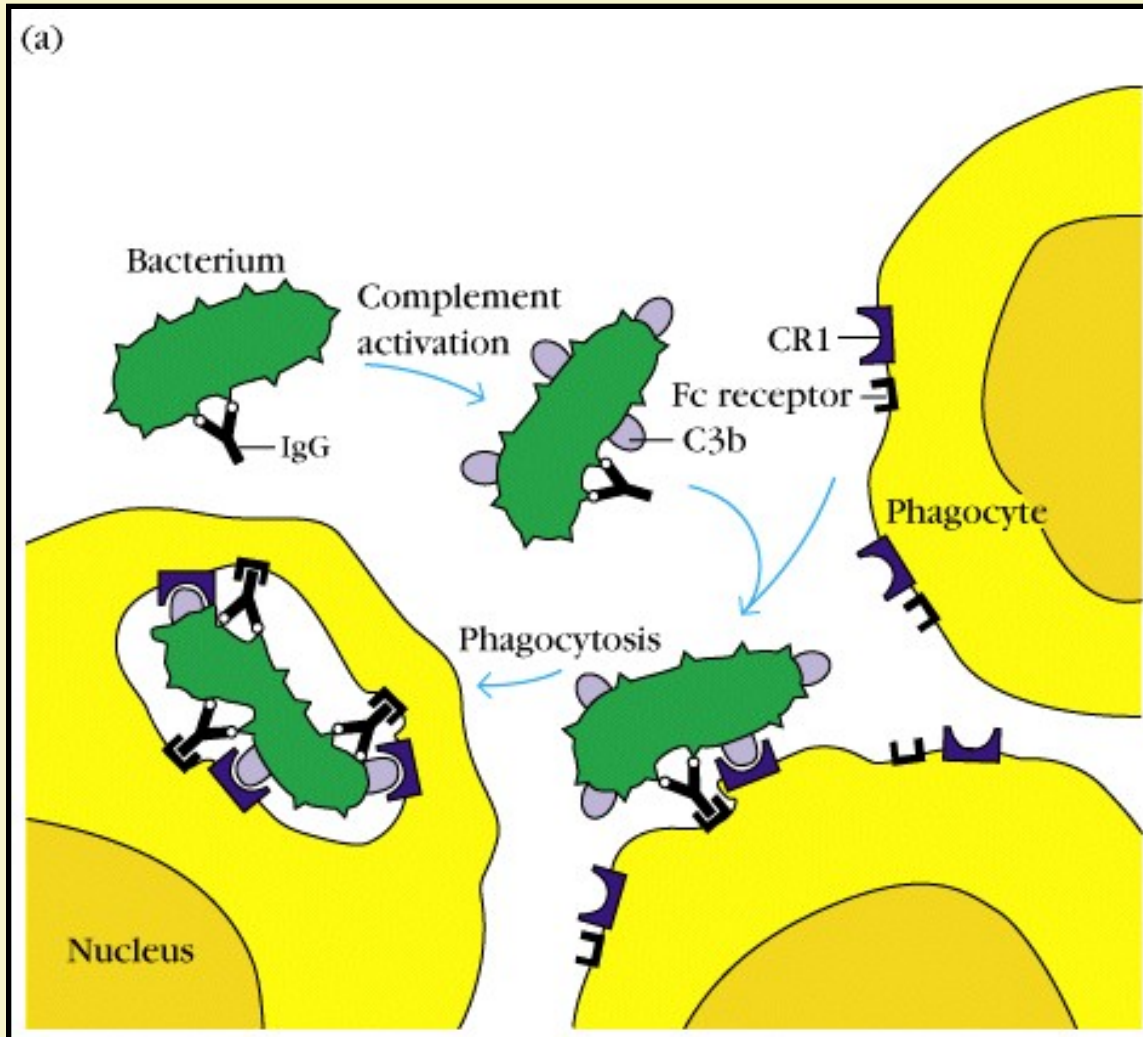 (a)
Bacterium
Complement
activation
CR1
Fc receptor
IgG
C3b
Phagocyte
Phagocytosis
Nucleus